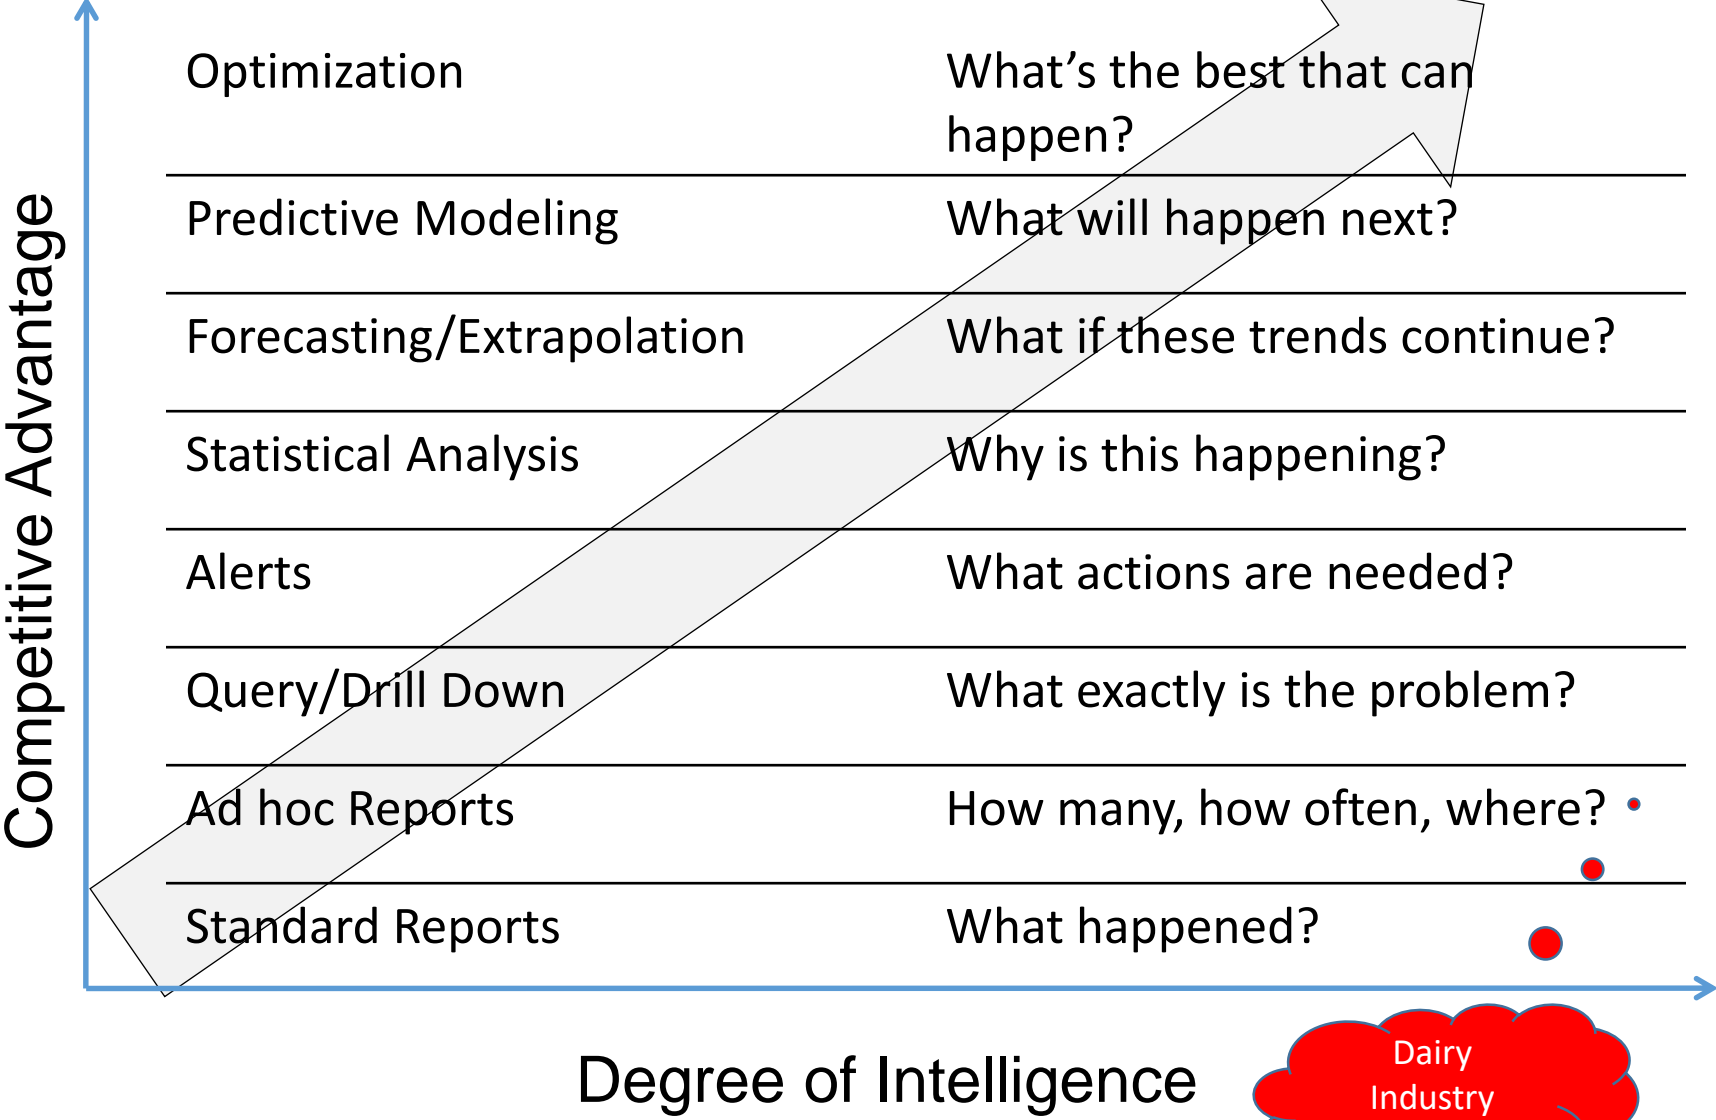 Competitive Advantage
Optimization
What’s the best that can
happen?
Predictive Modeling
What will happen next?
Forecasting/Extrapolation
What if these trends continue?
Statistical Analysis
Why is this happening?
Alerts
What actions are needed?
Query/Drill Down
What exactly is the problem?
Ad hoc Reports
How many, how often, where?
Standard Reports
What happened?
Degree of Intelligence
Dairy
Industry